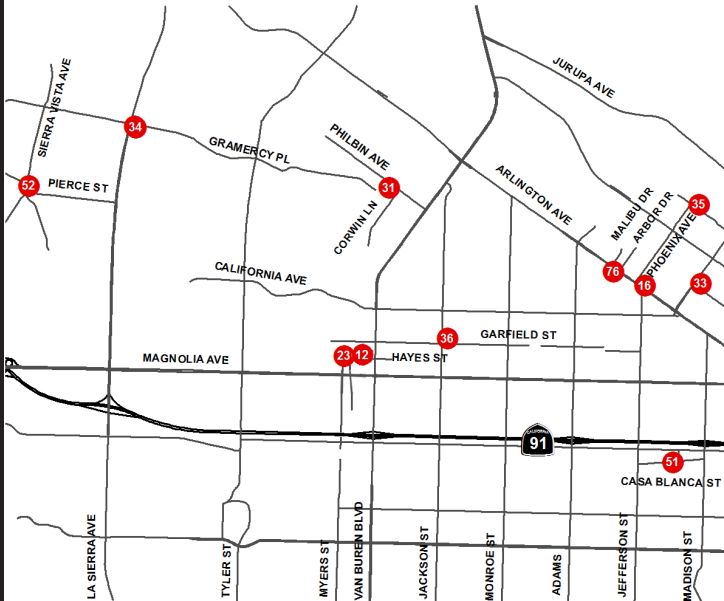 JURUPA AVE
SIERRA VISTA AVE
34
PHILBIN AVE
GRAMERCY PL
52
PIERCE ST
31
ARLINGTON AVE
MALIBU DR
ARBOR DR
35
CORWIN LN
PHOENIX AVE
CALIFORNIA AVE
76
16
33
36
GARFIELD ST
MAGNOLIA AVE
23
12
HAYES ST
91
51
CASA BLANCA ST
LA SIERRA AVE
TYLER ST
MYERS ST
VAN BUREN BLVD
JACKSON ST
MONROE ST
ADAMS
JEFFERSON ST
MADISON ST